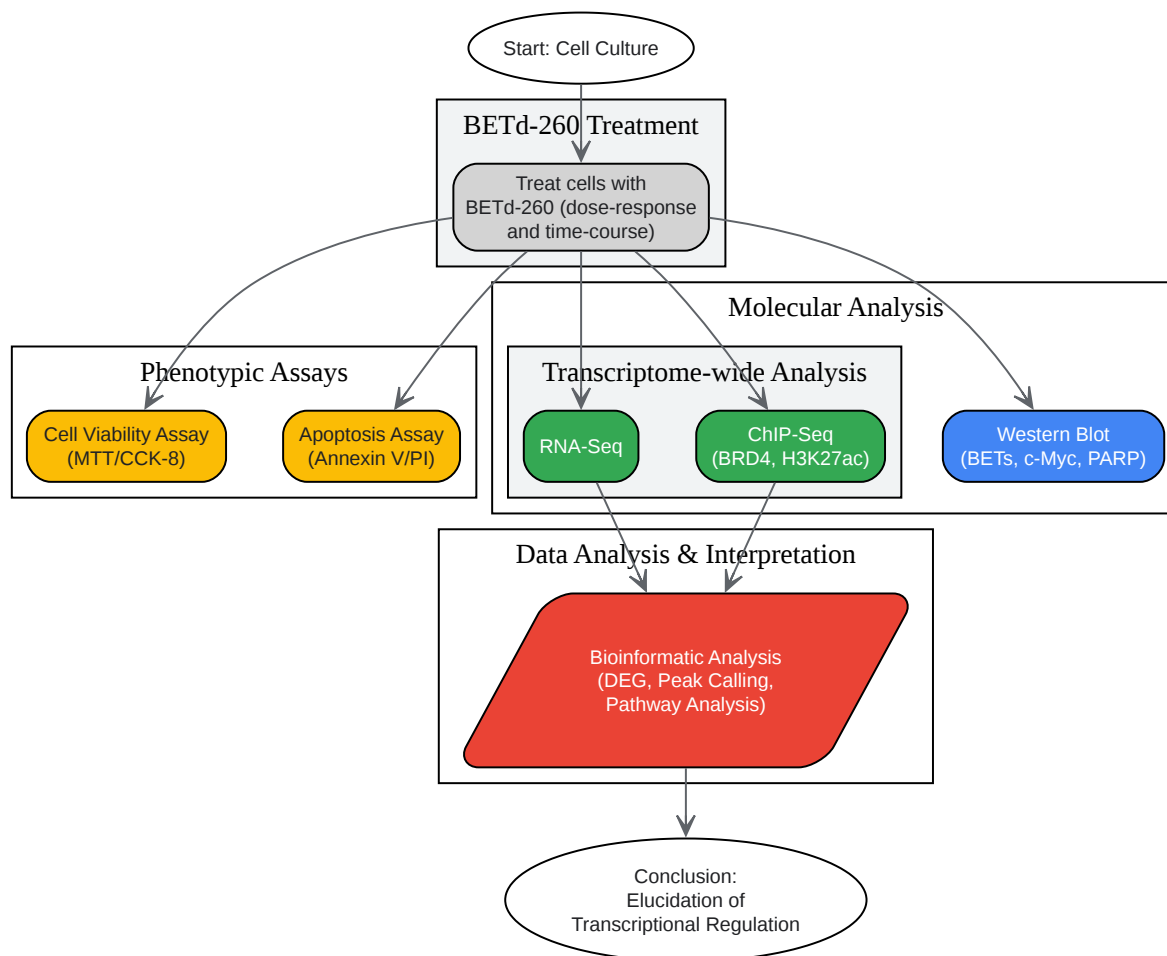 Start: Cell Culture
BETd-260 Treatment
Treat cells with
BETd-260 (dose-response
and time-course)
Molecular Analysis
Phenotypic Assays
Transcriptome-wide Analysis
Cell Viability Assay
(MTT/CCK-8)
Apoptosis Assay
(Annexin V/PI)
RNA-Seq
ChIP-Seq
(BRD4, H3K27ac)
Western Blot
(BETs, c-Myc, PARP)
Data Analysis & Interpretation
Bioinformatic Analysis
(DEG, Peak Calling,
Pathway Analysis)
Conclusion:
Elucidation of
Transcriptional Regulation